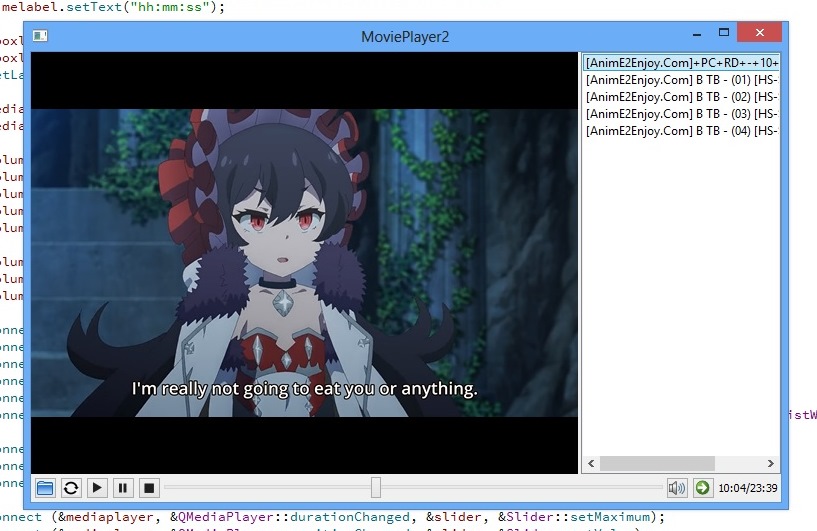 melabel.setText("hh:mm:ss");
MoviePlayer2
[AnimE2Enjoy.Com]+PC+RD+-+10+
[AnimE2Enjoy.Com] B TB - (01) [HS-
[AnimE2Enjoy.Com] B TB - (02) [HS-
[AnimE2Enjoy.Com] B TB - (03) [HS-
[AnimE2Enjoy.Com] B TB - (04) [HS-
I'm really not going to eat you or anything.
10:04/23:39
connect (&mediaplayer, &QMediaPlayer::durationChanged, &slider, &Slider::setMaximum);